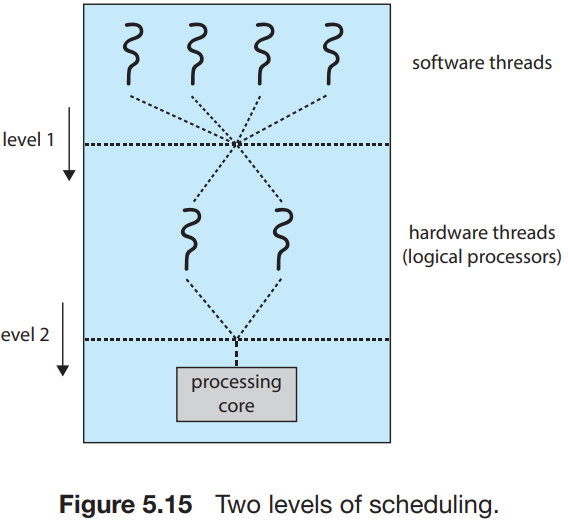 software threads
level 1
hardware threads
(logical processors)
evel 2
processing
core
Figure 5.15 Two levels of scheduling.